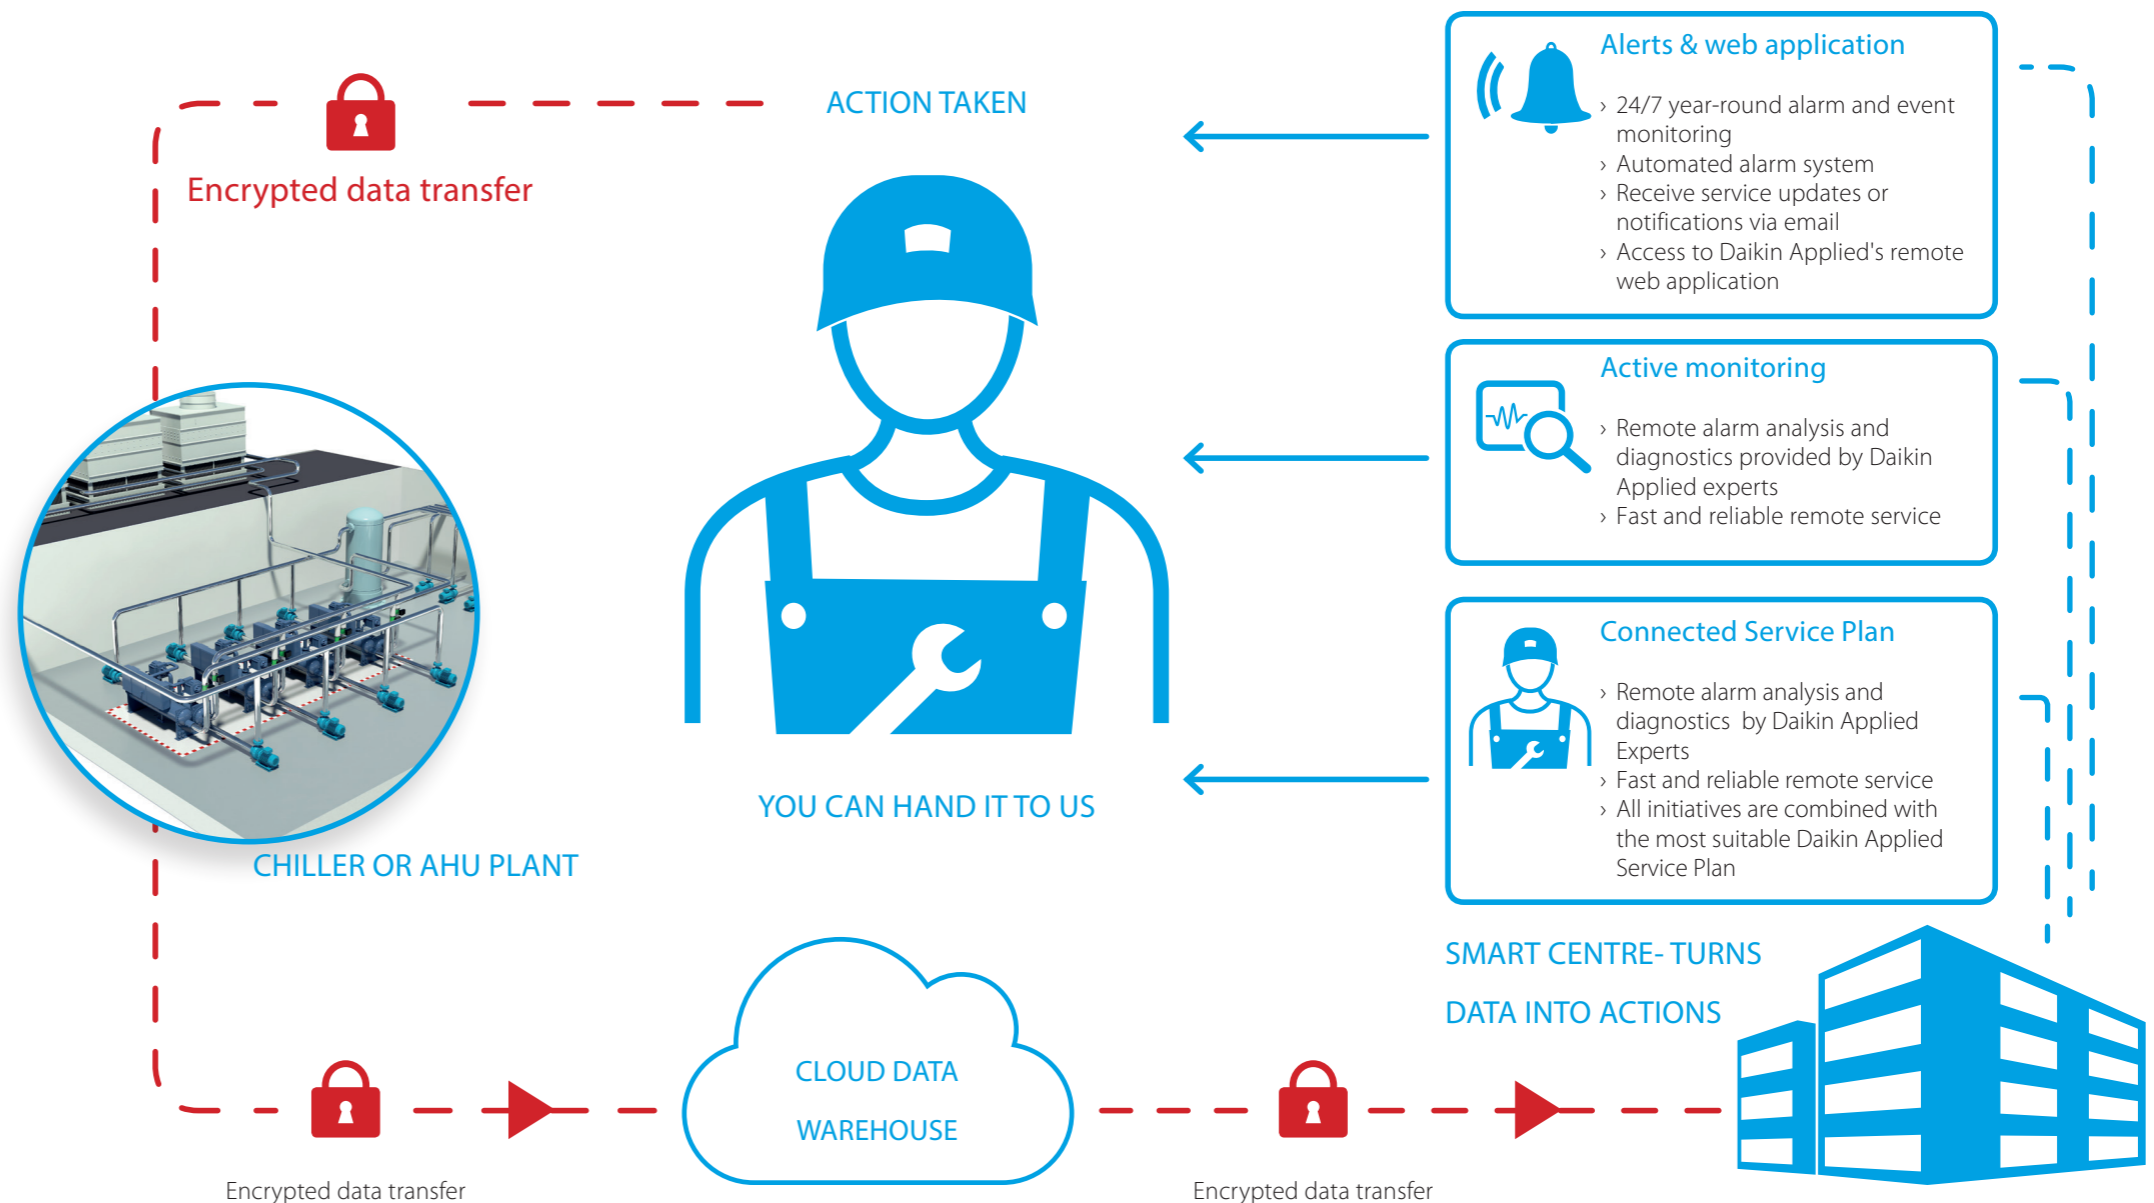 ACTION TAKEN
Encrypted data transfer
Alerts & web application
› 24/7 year-round alarm and event
monitoring
› Automated alarm system
› Receive service updates or
notifications via email
› Access to Daikin Applied's remote
web application
Active monitoring
› Remote alarm analysis and
diagnostics provided by Daikin
Applied experts
› Fast and reliable remote service
Connected Service Plan
› Remote alarm analysis and
diagnostics  by Daikin Applied
Experts
› Fast and reliable remote service
› All initiatives are combined with
the most suitable Daikin Applied
Service Plan
YOU CAN HAND IT TO US
CHILLER OR AHU PLANT
SMART CENTRE- TURNS
DATA INTO ACTIONS
CLOUD DATA
WAREHOUSE
Encrypted data transfer
Encrypted data transfer